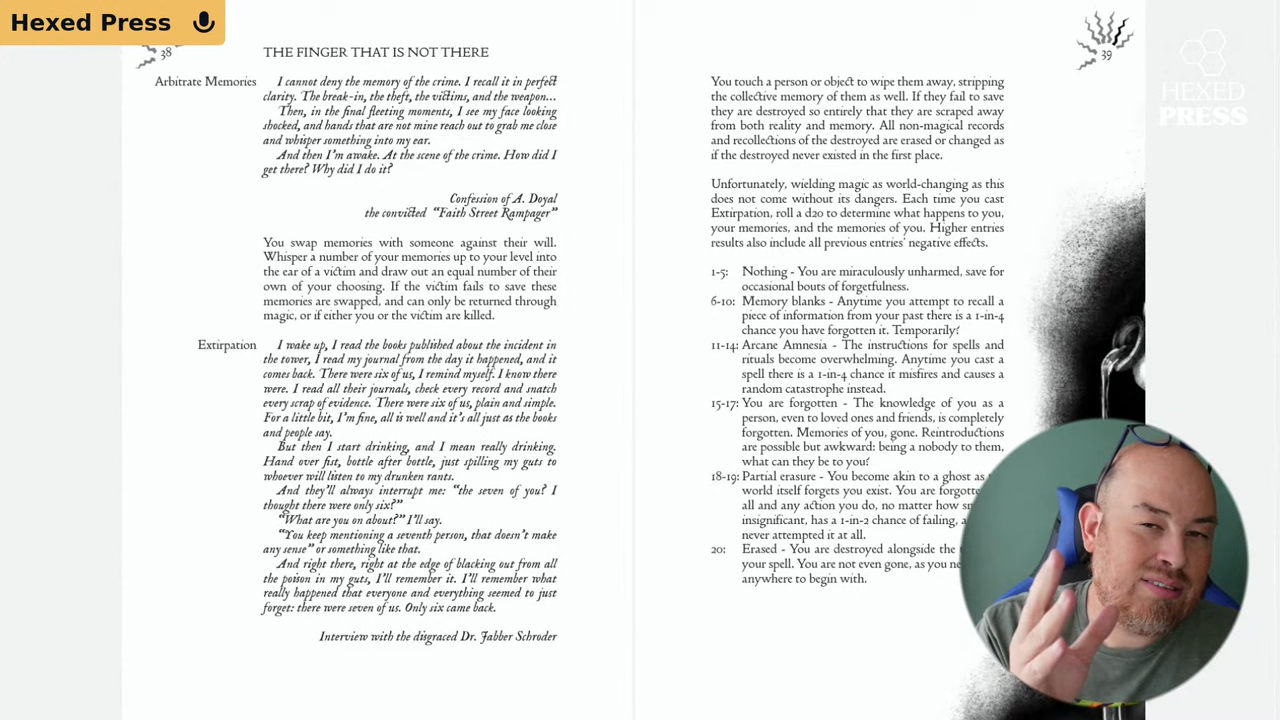 Hexed Press
38
THE FINGER THAT IS NOT THERE
Arbitrate Memories
I cannot deny the memory of the crime. I recall it in perfect
clarity. The break-in, the theft, the victims, and the weapon...
Then, in the final fleeting moments, I see my face looking
shocked, and hands that are not mine reach out to grab me close
and whisper something into my ear.
And then I'm awake. At the scene of the crime. How did I
get there? Why did I do it?
Confession of A. Doyal
the convicted "Faith Street Rampager"
You swap memories with someone against their will.
Whisper a number of your memories up to your level into
the ear of a victim and draw out an equal number of their
own of your choosing. If the victim fails to save these
memories are swapped, and can only be returned through
magic, or if either you or the victim are killed.
Extirpation
I wake up, I read the books published about the incident in
the tower, I read my journal from the day it happened, and it
comes back. There were six of us, I remind myself. I know there
were. I read all their journals, check every record and snatch
every scrap of evidence. There were six of us, plain and simple.
For a little bit, I'm fine, all is well and it's all just as the books
and people say.
But then I start drinking, and I mean really drinking.
Hand over fist, bottle after bottle, just spilling my guts to
whoever will listen to my drunken rants.
And they'll always interrupt me: "the seven of you? I
thought there were only six?"
"What are you on about?" I'll say.
"You keep mentioning a seventh person, that doesn't make
any sense" or something like that.
And right there, right at the edge of blacking out from all
the poison in my guts, I'll remember it. I'll remember what
really happened that everyone and everything seemed to just
forget: there were seven of us. Only six came back.
Interview with the disgraced Dr. Jabber Schroder
39
You touch a person or object to wipe them away, stripping
the collective memory of them as well. If they fail to save
they are destroyed so entirely that they are scraped away
from both reality and memory. All non-magical records
and recollections of the destroyed are erased or changed as
if the destroyed never existed in the first place.
Unfortunately, wielding magic as world-changing as this
does not come without its dangers. Each time you cast
Extirpation, roll a d20 to determine what happens to you,
your memories, and the memories of you. Higher entries
results also include all previous entries' negative effects.
1-5: Nothing - You are miraculously unharmed, save for
occasional bouts of forgetfulness.
6-10: Memory blanks - Anytime you attempt to recall a
piece of information from your past there is a 1-in-4
chance you have forgotten it. Temporarily?
11-14: Arcane Amnesia - The instructions for spells and
rituals become overwhelming. Anytime you cast a
spell there is a 1-in-4 chance it misfires and causes a
random catastrophe instead.
15-17: You are forgotten - The knowledge of you as a
person, even to loved ones and friends, is completely
forgotten. Memories of you, gone. Reintroductions
are possible but awkward: being a nobody to them,
what can they be to you?
18-19: Partial erasure - You become akin to a ghost as
world itself forgets you exist. You are
all and any action you do, no matter how
insignificant, has a 1-in-2 chance of failing,
never attempted it at all.
20: Erased - You are destroyed alongside the
your spell. You are not even gone, as you
anywhere to begin with.
HEXED
PRESS